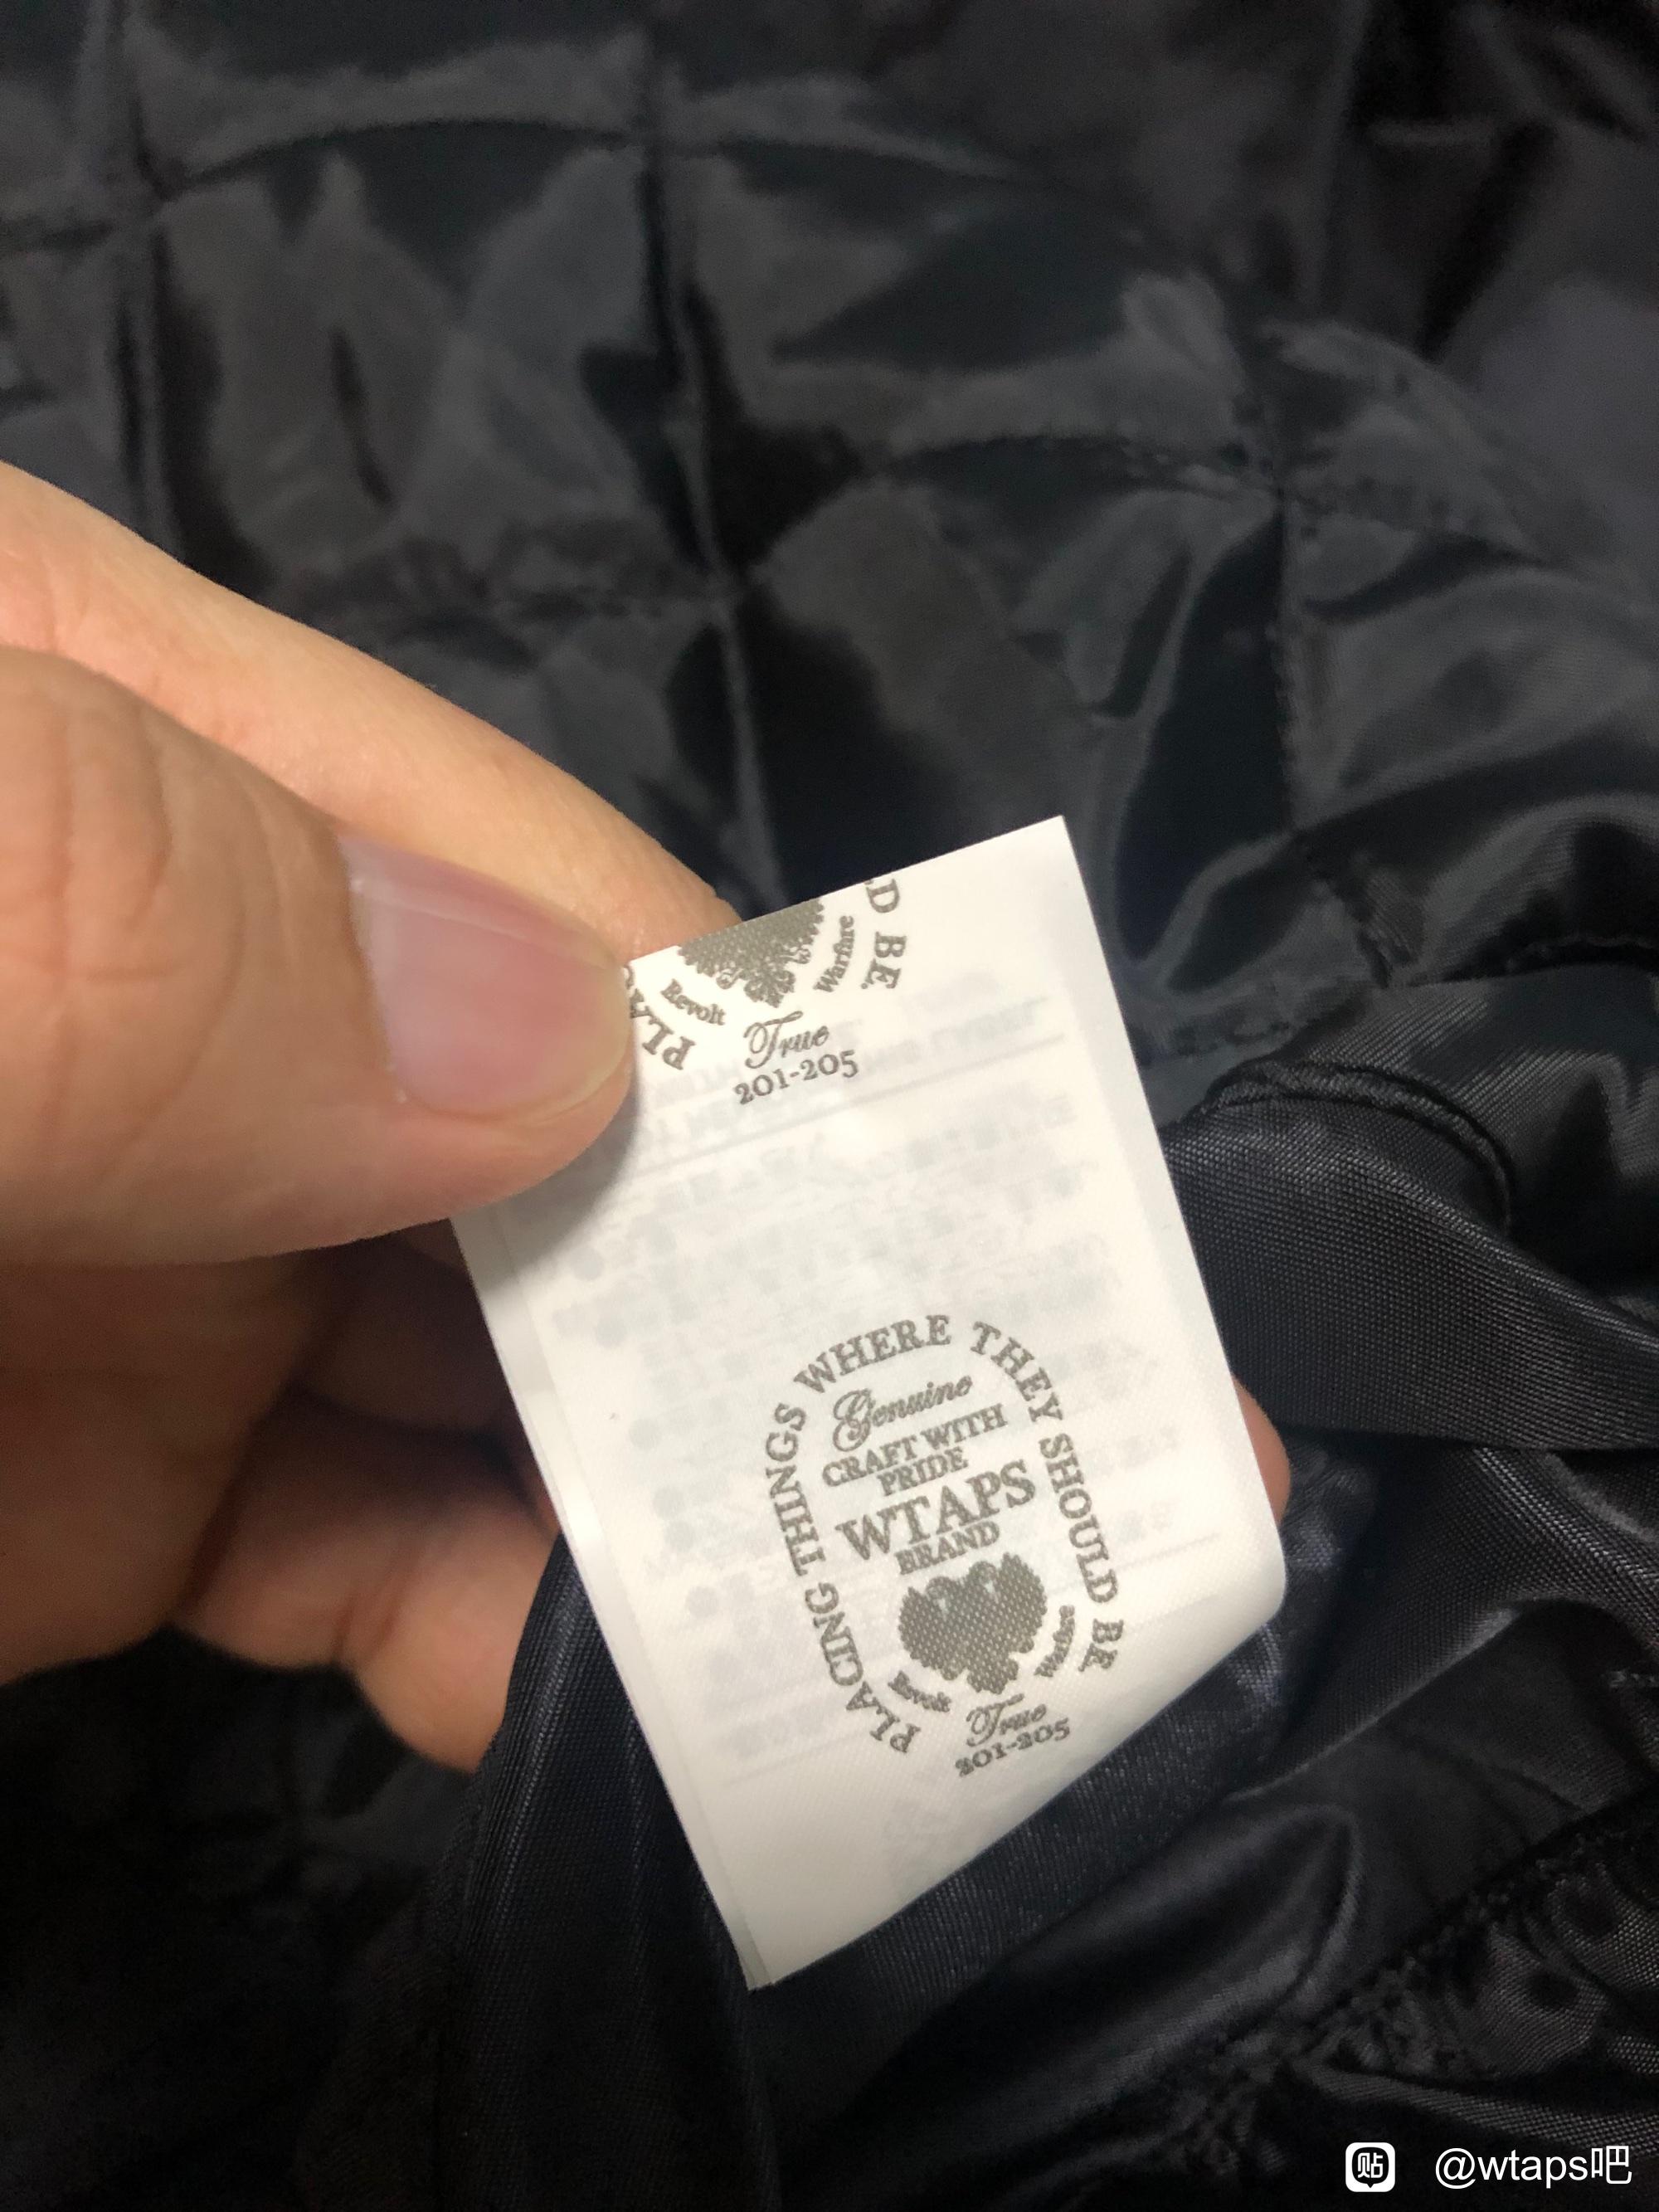 D BE.
Warfare
Revolt
PLA
True
201-205
PLACING THINGS WHERE THEY SHOULD BE.
Genuine
CRAFT WITH
PRIDE
WTAPS
BRAND
Revolt
Warfare
True
201-205
贴 @wtaps吧